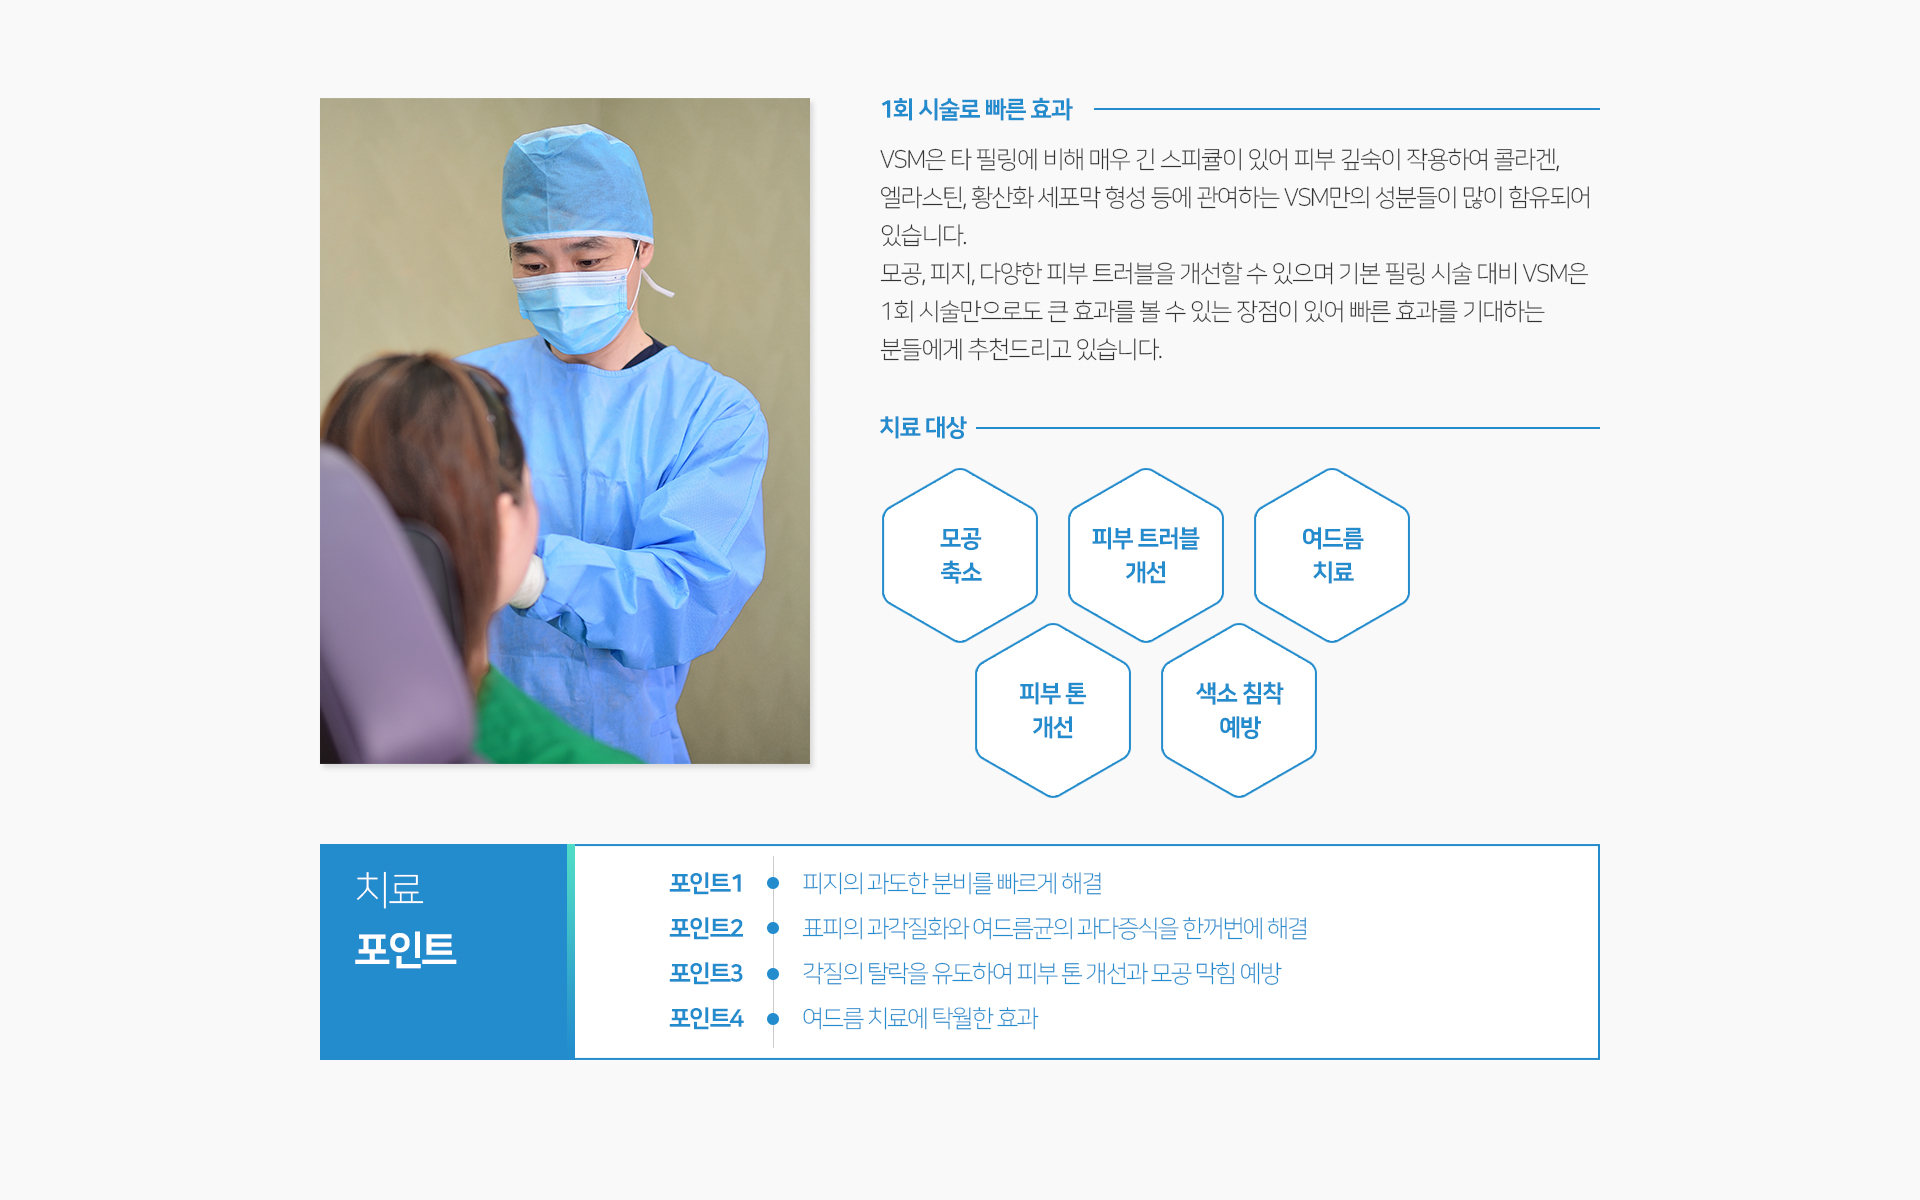 1회 시술로 빠른 효과
VSM은 타 필링에 비해 매우 긴 스피큘이 있어 피부 깊숙이 작용하여 콜라겐,
엘라스틴, 황산화 세포막 형성 등에 관여하는 VSM만의 성분들이 많이 함유되어
있습니다.
모공, 피지, 다양한 피부 트러블을 개선할 수 있으며 기본 필링 시술 대비 VSM은
1회 시술만으로도 큰 효과를 볼 수 있는 장점이 있어 빠른 효과를 기대하는
분들에게 추천드리고 있습니다.
치료 대상
모공
축소
피부 트러블
개선
여드름
치료
피부 톤
개선
색소 침착
예방
치료
포인트
포인트1 피지의 과도한 분비를 빠르게 해결
포인트2 표피의 과각질화와 여드름균의 과다증식을 한꺼번에 해결
포인트3 각질의 탈락을 유도하여 피부 톤 개선과 모공 막힘 예방
포인트4 여드름 치료에 탁월한 효과